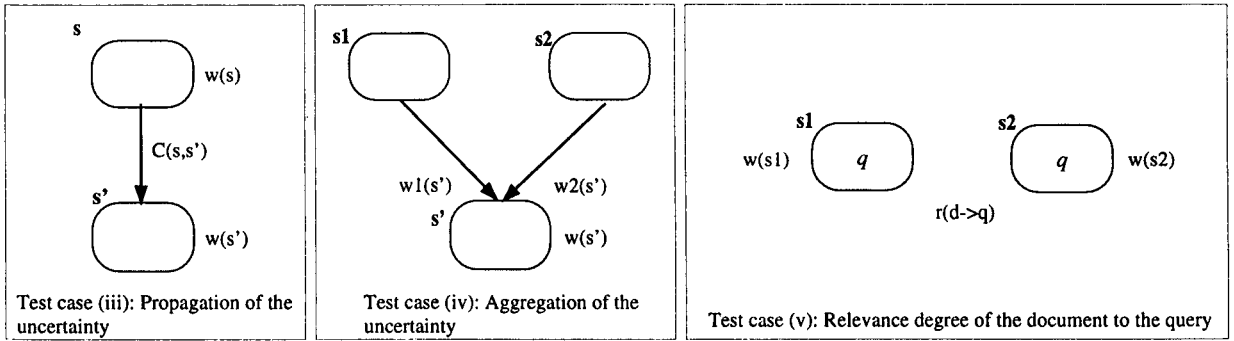 s
w(s)
C(s,s')
s'
w(s')
Test case (iii): Propagation of the
uncertainty
s1
s2
w1(s')
w2(s')
s'
w(s')
Test case (iv): Aggregation of the
uncertainty
s1
s2
w(s1)
q
q
w(s2)
r(d->q)
Test case (v): Relevance degree of the document to the query